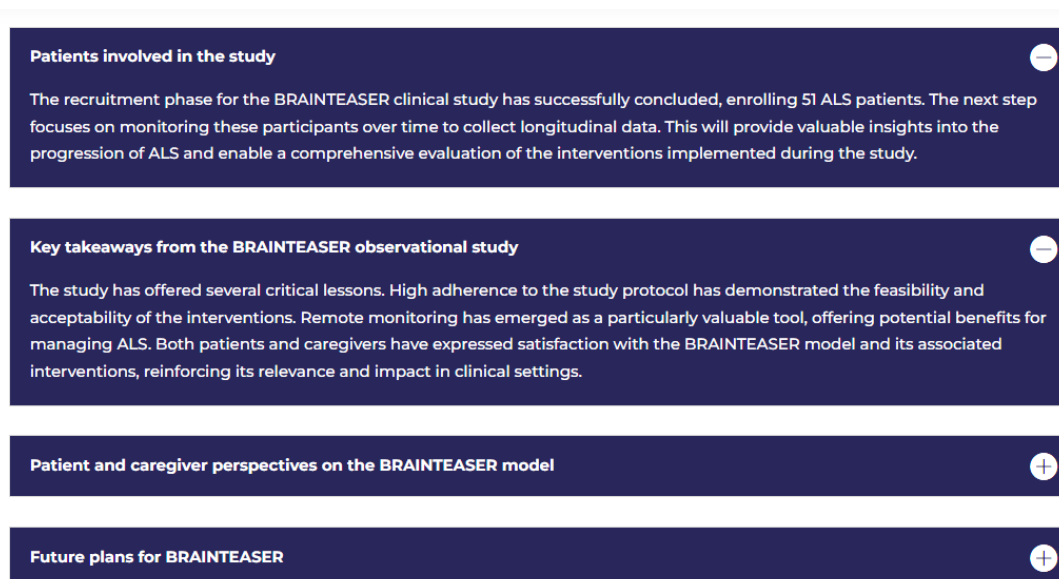 Patients involved in the study
The recruitment phase for the BRAINTEASER clinical study has successfully concluded, enrolling 51 ALS patients. The next step
focuses on monitoring these participants over time to collect longitudinal data. This will provide valuable insights into the
progression of ALS and enable a comprehensive evaluation of the interventions implemented during the study.
Key takeaways from the BRAINTEASER observational study
The study has offered several critical lessons. High adherence to the study protocol has demonstrated the feasibility and
acceptability of the interventions. Remote monitoring has emerged as a particularly valuable tool, offering potential benefits for
managing ALS. Both patients and caregivers have expressed satisfaction with the BRAINTEASER model and its associated
interventions, reinforcing its relevance and impact in clinical settings.
Patient and caregiver perspectives on the BRAINTEASER model
Future plans for BRAINTEASER